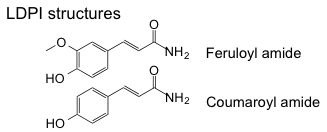 LDPI structures
O
O
NH2
Feruloyl amide
HO
O
NH2
Coumaroyl amide
HO